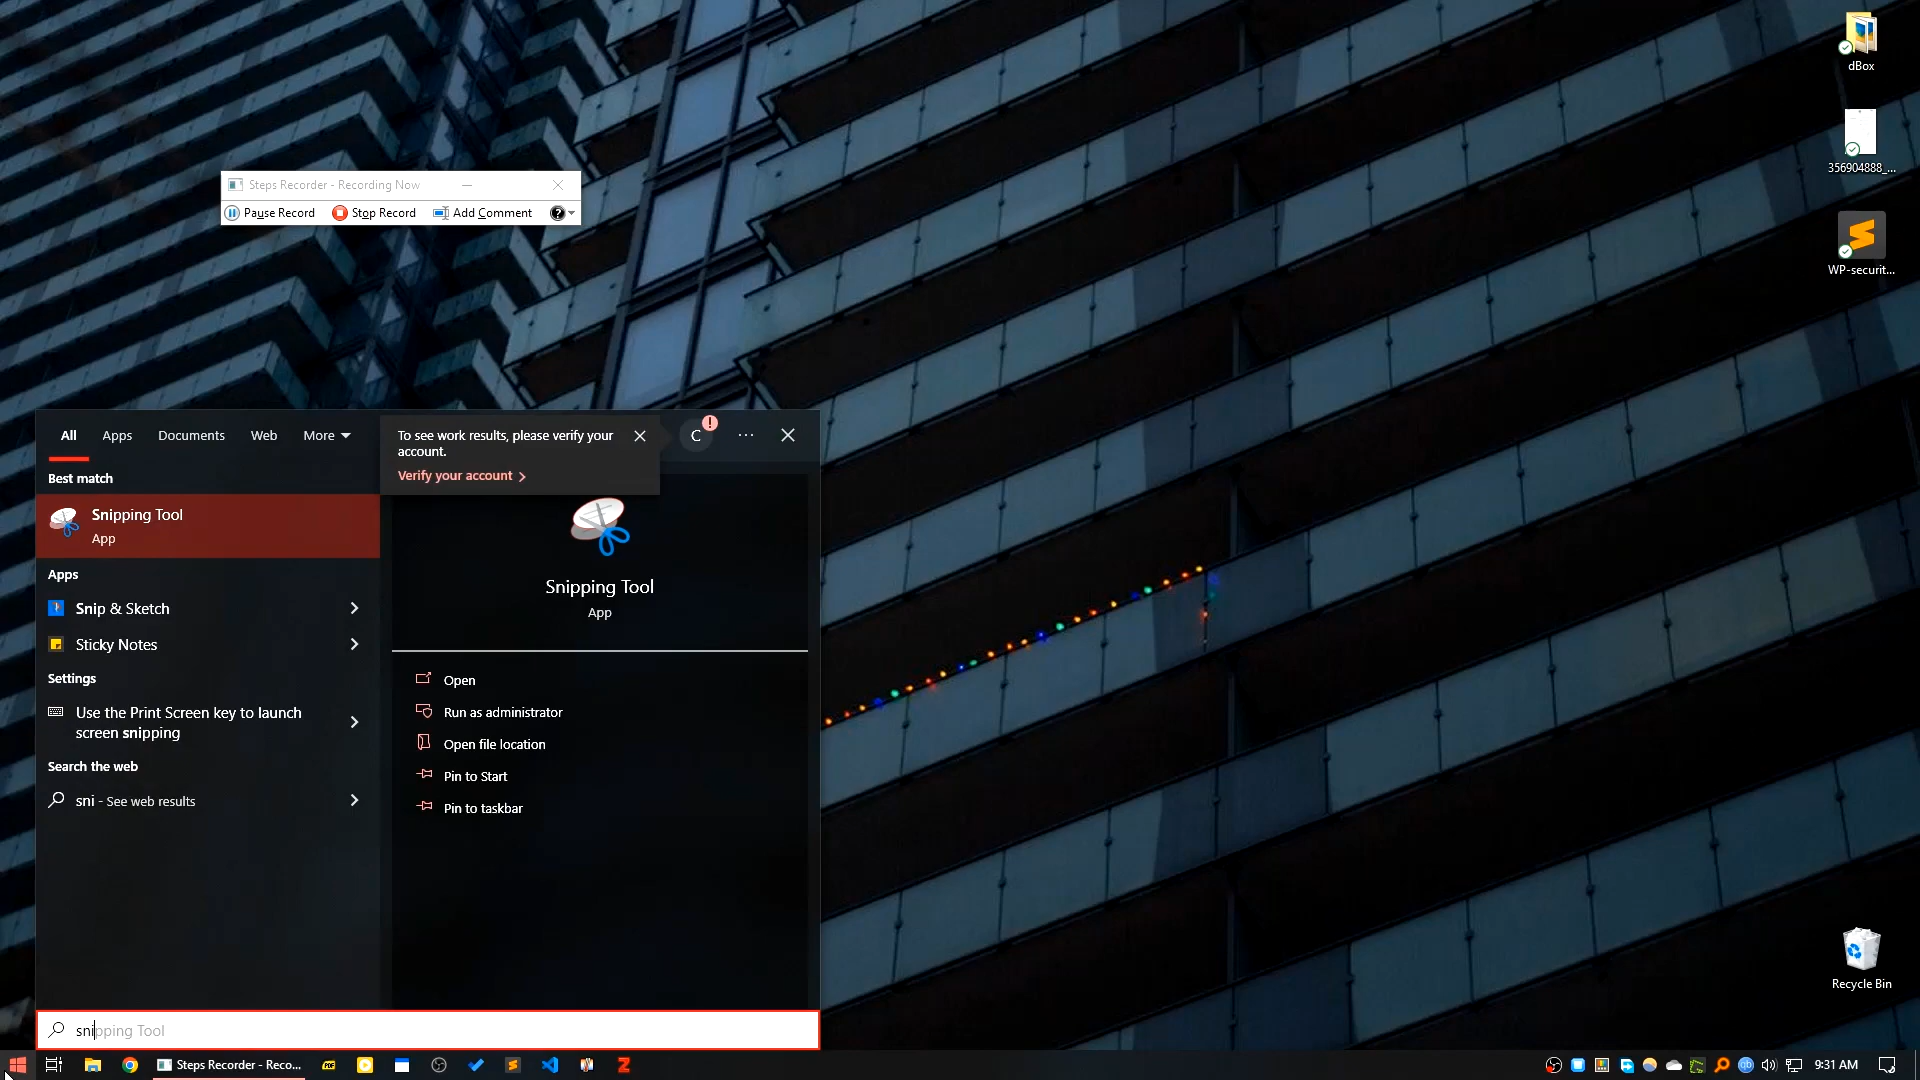 dBox
356904888_...
WP-securit...
Steps Recorder - Recording Now
Pause Record
Stop Record
Add Comment
?
All
Apps
Documents
Web
More
To see work results, please verify your
account.
Verify your account
C
!
Best match
Snipping Tool
App
Apps
Snip & Sketch
Sticky Notes
Settings
Use the Print Screen key to launch
screen snipping
Search the web
sni - See web results
Snipping Tool
App
Open
Run as administrator
Open file location
Pin to Start
Pin to taskbar
Recycle Bin
snipping Tool
Steps Recorder - Reco...
Z
qb
9:31 AM